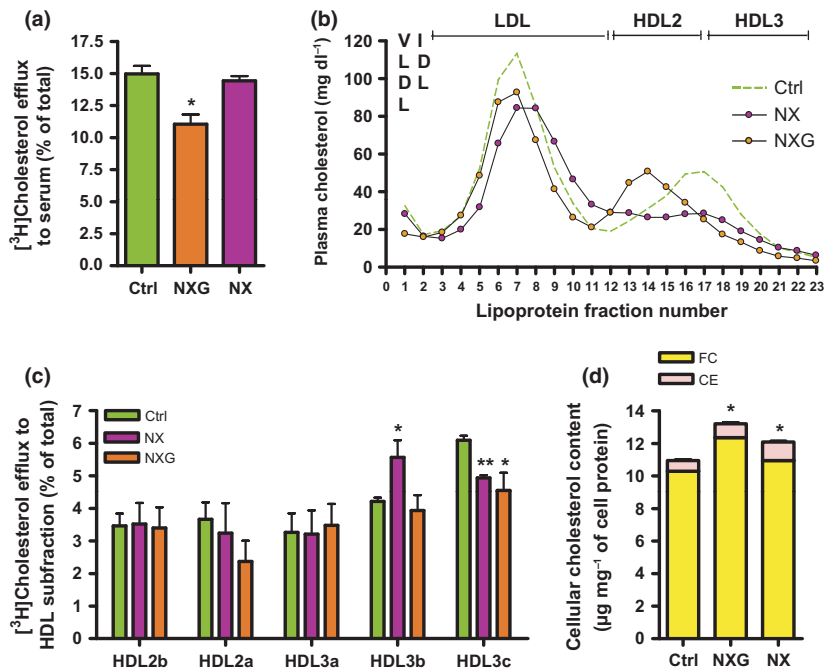 (a)
[³H]Cholesterol efflux
to serum (% of total)
17.5
15.0
12.5
10.0
7.5
5.0
2.5
0.0
*
Ctrl NXG NX
(b)
LDL HDL2 HDL3
VLDL IDL
Plasma cholesterol (mg dl⁻¹)
120
100
80
60
40
20
0
Ctrl
NX
NXG
0 1 2 3 4 5 6 7 8 9 10 11 12 13 14 15 16 17 18 19 20 21 22 23
Lipoprotein fraction number
(c)
[³H]Cholesterol efflux to
HDL subfraction (% of total)
7
6
5
4
3
2
1
0
Ctrl
NX
NXG
*
** *
HDL2b HDL2a HDL3a HDL3b HDL3c
(d)
FC
CE
Cellular cholesterol content
(µg mg⁻¹ of cell protein)
14
12
10
8
6
4
2
0
* *
Ctrl NXG NX